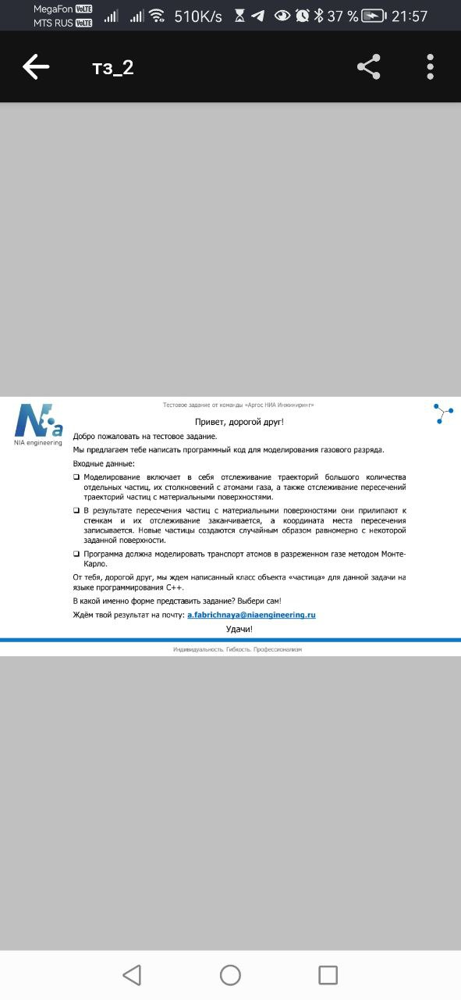 MegaFon VoLTE
MTS RUS VoLTE
510K/s
37 %
21:57
тз_2
Тестовое задание от команды «Аргос НИА Инжиниринг»
Nia
NIA engineering
Привет, дорогой друг!
Добро пожаловать на тестовое задание.
Мы предлагаем тебе написать программный код для моделирования газового разряда.
Входные данные:
❑ Моделирование включает в себя отслеживание траекторий большого количества
отдельных частиц, их столкновений с атомами газа, а также отслеживание пересечений
траекторий частиц с материальными поверхностями.
❑ В результате пересечения частиц с материальными поверхностями они прилипают к
стенкам и их отслеживание заканчивается, а координата места пересечения
записывается. Новые частицы создаются случайным образом равномерно с некоторой
заданной поверхности.
❑ Программа должна моделировать транспорт атомов в разреженном газе методом Монте-
Карло.
От тебя, дорогой друг, мы ждем написанный класс объекта «частица» для данной задачи на
языке программирования С++.
В какой именно форме представить задание? Выбери сам!
Ждём твой результат на почту: a.fabrichnaya@niaengineering.ru
Удачи!
Индивидуальность. Гибкость. Профессионализм